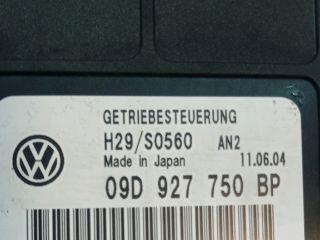 GETRIEBESTEUERUNG
H29/S0560 AN2
Made in Japan 11.06.04
09D 927 750 BP